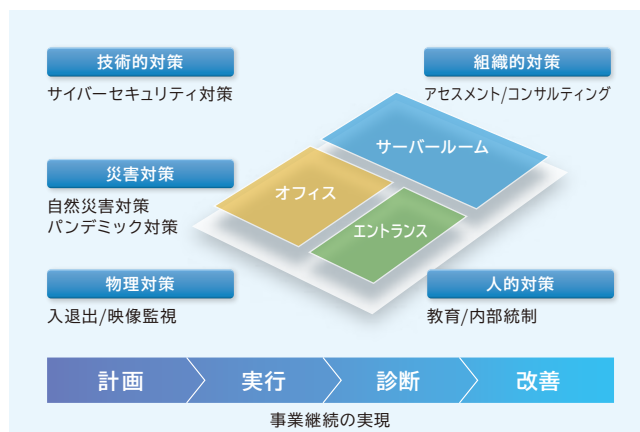 技術的対策
サイバーセキュリティ対策
組織的対策
アセスメント/コンサルティング
サーバールーム
オフィス
エントランス
災害対策
自然災害対策
パンデミック対策
物理対策
入退出/映像監視
人的対策
教育/内部統制
計画
実行
診断
改善
事業継続の実現